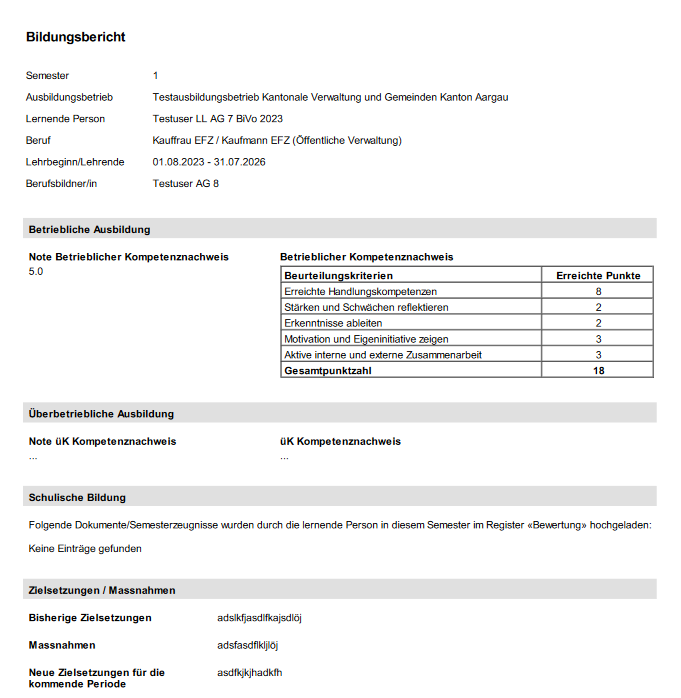 Bildungsbericht
Semester 1
Ausbildungsbetrieb Testausbildungsbetrieb Kantonale Verwaltung und Gemeinden Kanton Aargau
Lernende Person Testuser LL AG 7 BiVo 2023
Beruf Kauffrau EFZ / Kaufmann EFZ (Öffentliche Verwaltung)
Lehrbeginn/Lehrende 01.08.2023 - 31.07.2026
Berufsbildner/in Testuser AG 8
Betriebliche Ausbildung
Note Betrieblicher Kompetenznachweis
5.0
Betrieblicher Kompetenznachweis
Beurteilungskriterien Erreichte Punkte
Erreichte Handlungskompetenzen 8
Stärken und Schwächen reflektieren 2
Erkenntnisse ableiten 2
Motivation und Eigeninitiative zeigen 3
Aktive interne und externe Zusammenarbeit 3
Gesamtpunktzahl 18
Überbetriebliche Ausbildung
Note üK Kompetenznachweis üK Kompetenznachweis
... ...
Schulische Bildung
Folgende Dokumente/Semesterzeugnisse wurden durch die lernende Person in diesem Semester im Register «Bewertung» hochgeladen:
Keine Einträge gefunden
Zielsetzungen / Massnahmen
Bisherige Zielsetzungen adslkfjasdlfkajsdlöj
Massnahmen adsfasdflkljlöj
Neue Zielsetzungen für die asdfkjkjhadkfh
kommende Periode